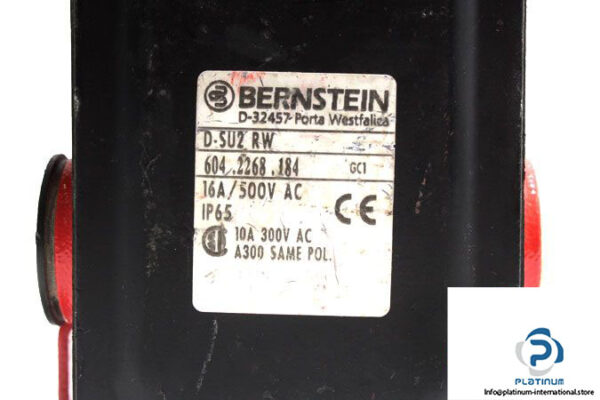 BERNSTEIN
D-32457 Porta Westfalica
D-SU2 RW
604.2268.184 GC1
16A/500V AC
IP65 CE
10A 300V AC
A300 SAME POL.
PLATINUM
Info@platinum-international.store